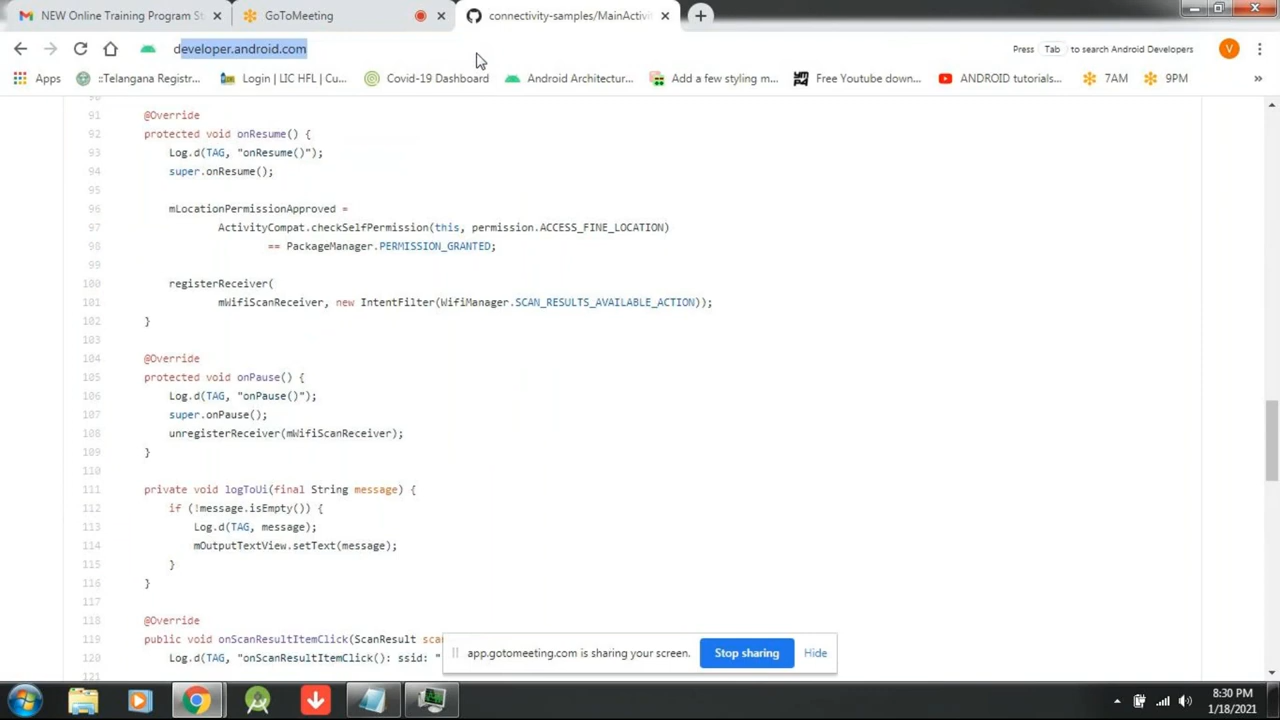 NEW Online Training Program St
GoToMeeting
connectivity-samples/MainActivit
developer.android.com
Press Tab to search Android Developers
V
Apps
::Telangana Registr...
Login | LIC HFL | Cu...
Covid-19 Dashboard
Android Architectur...
Add a few styling m...
Free Youtube down...
ANDROID tutorials...
7AM
9PM
»
90
91 @Override
92 protected void onResume() {
93 Log.d(TAG, "onResume()");
94 super.onResume();
95
96 mLocationPermissionApproved =
97 ActivityCompat.checkSelfPermission(this, permission.ACCESS_FINE_LOCATION)
98 == PackageManager.PERMISSION_GRANTED;
99
100 registerReceiver(
101 mWifiScanReceiver, new IntentFilter(WifiManager.SCAN_RESULTS_AVAILABLE_ACTION));
102 }
103
104 @Override
105 protected void onPause() {
106 Log.d(TAG, "onPause()");
107 super.onPause();
108 unregisterReceiver(mWifiScanReceiver);
109 }
110
111 private void logToUi(final String message) {
112 if (!message.isEmpty()) {
113 Log.d(TAG, message);
114 mOutputTextView.setText(message);
115 }
116 }
117
118 @Override
119 public void onScanResultItemClick(ScanResult scan
120 Log.d(TAG, "onScanResultItemClick(): ssid: "
121
app.gotomeeting.com is sharing your screen.
Stop sharing
Hide
8:30 PM
1/18/2021